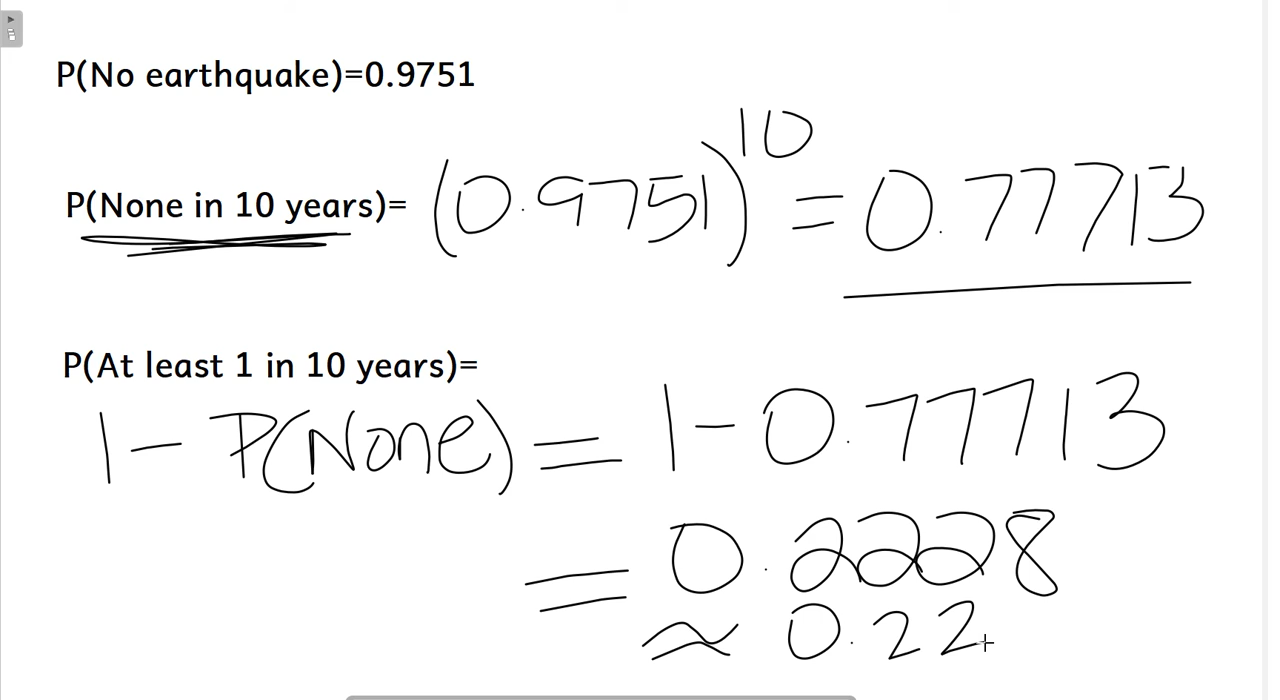 P(No earthquake)=0.9751
P(None in 10 years)= (0.9751)^10 = 0.77713
P(At least 1 in 10 years)=
1 - P(None) = 1 - 0.77713
= 0.2228
≈ 0.22